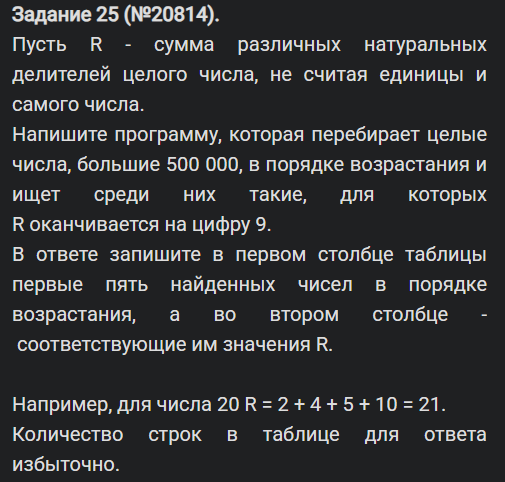 Задание 25 (№20814).
Пусть R - сумма различных натуральных
делителей целого числа, не считая единицы и
самого числа.
Напишите программу, которая перебирает целые
числа, большие 500 000, в порядке возрастания и
ищет среди них такие, для которых
R оканчивается на цифру 9.
В ответе запишите в первом столбце таблицы
первые пять найденных чисел в порядке
возрастания, а во втором столбце -
соответствующие им значения R.
Например, для числа 20 R = 2 + 4 + 5 + 10 = 21.
Количество строк в таблице для ответа
избыточно.